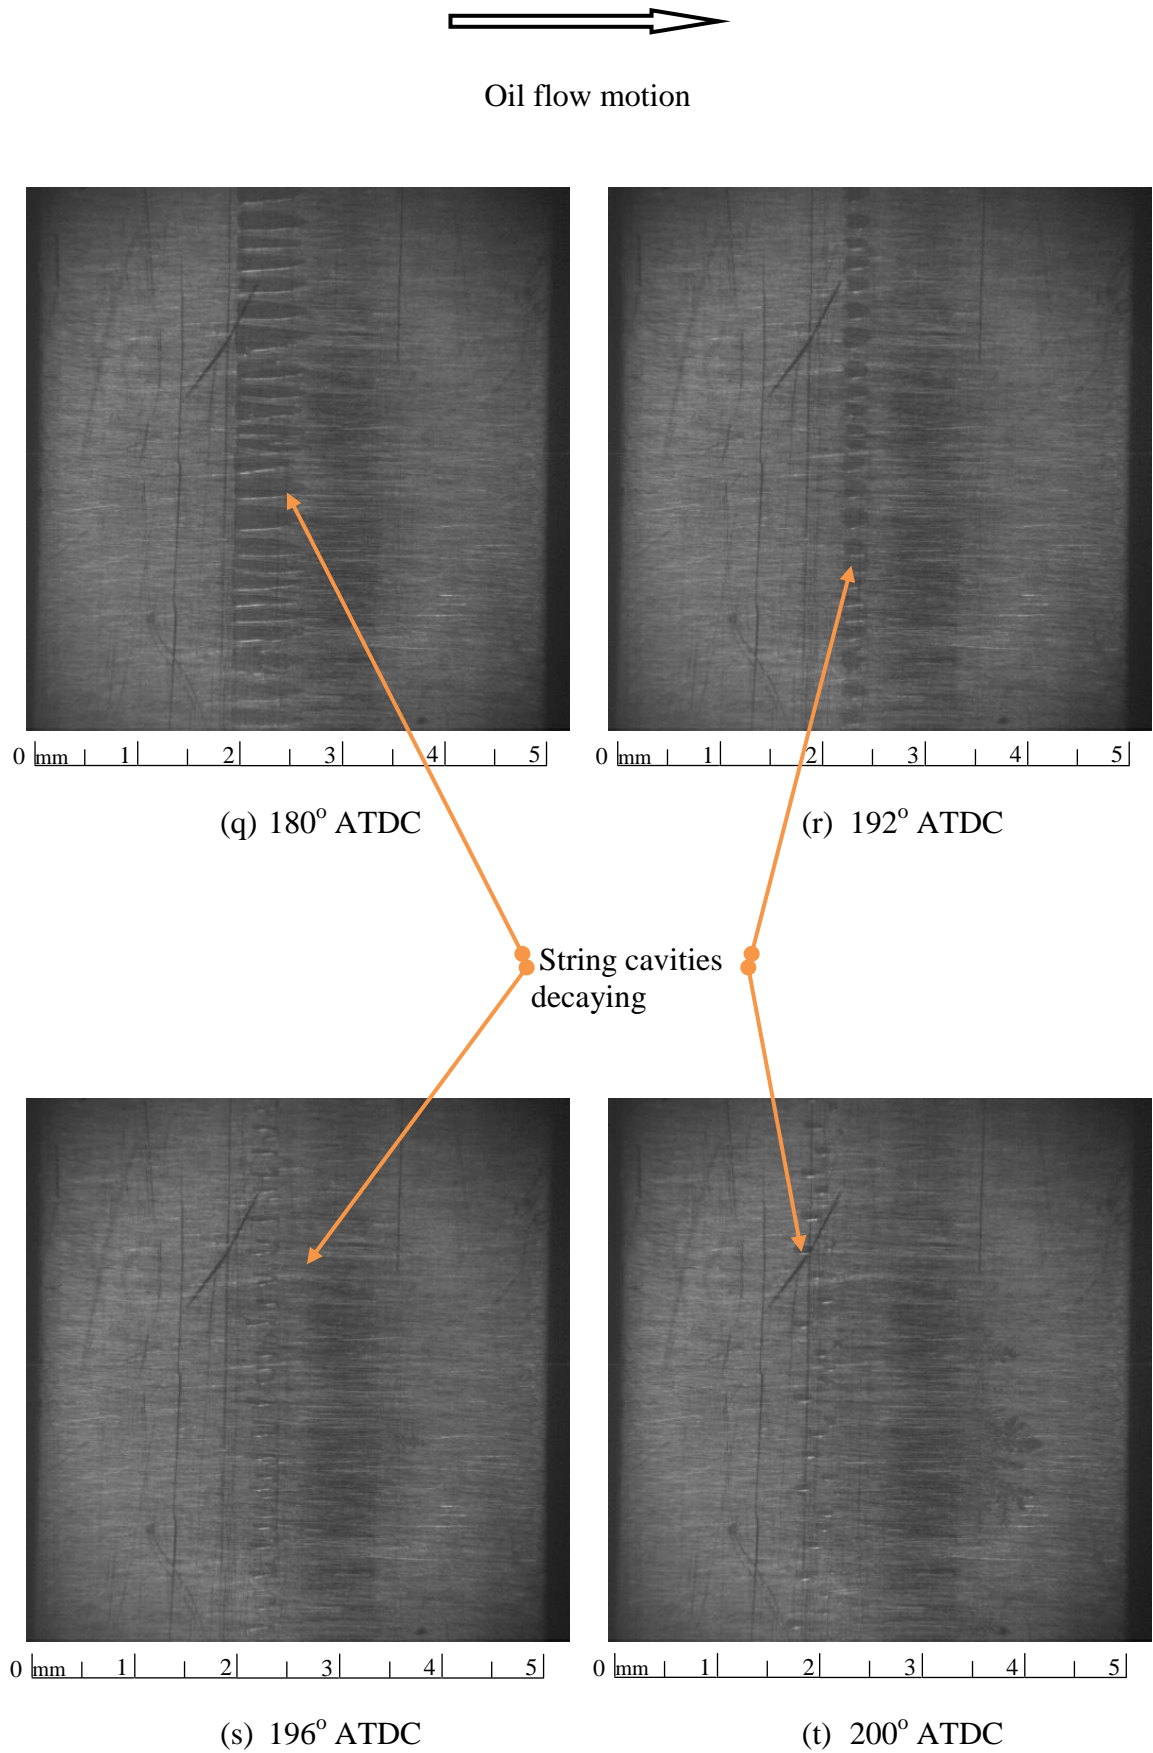 Oil flow motion
0 mm 1 2 3 4 5
0 mm 1 2 3 4 5
(q) 180° ATDC
(r) 192° ATDC
String cavities
decaying
0 mm 1 2 3 4 5
0 mm 1 2 3 4 5
(s) 196° ATDC
(t) 200° ATDC